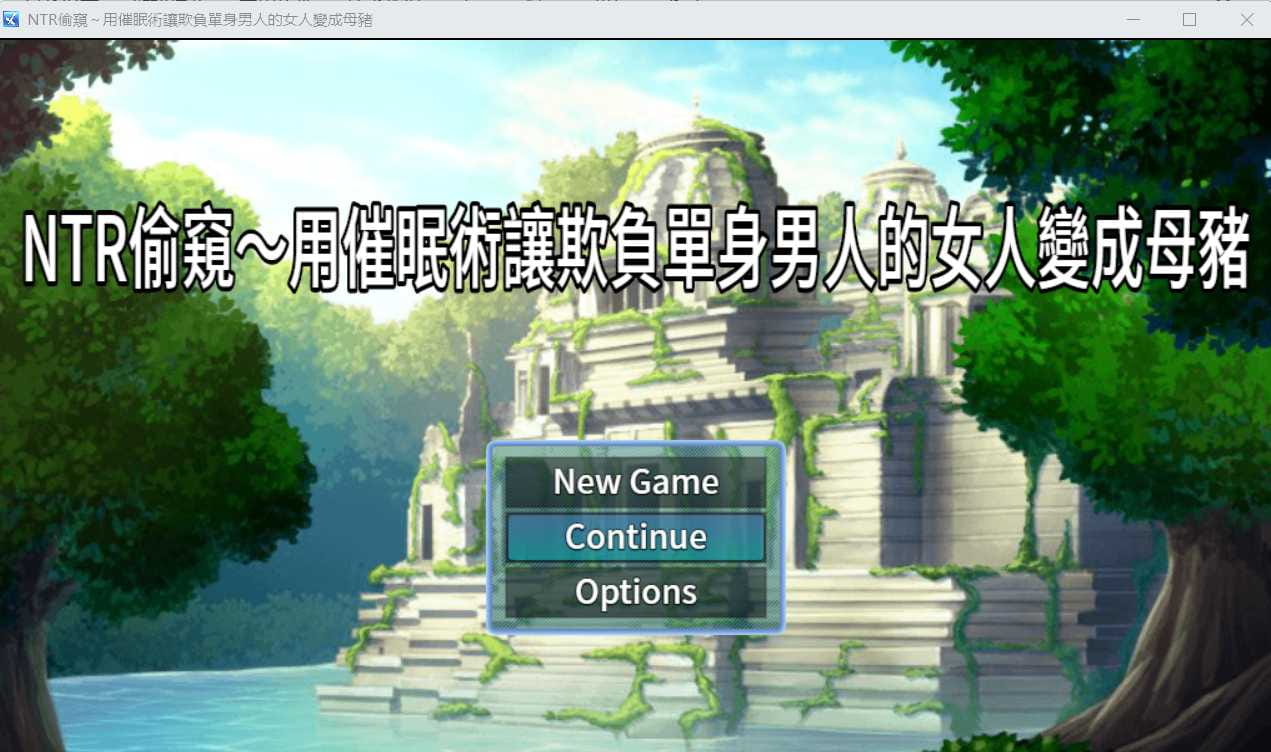 NTR偷窺~用催眠術讓欺負單身男人的女人變成母豬
NTR偷窺～用催眠術讓欺負單身男人的女人變成母豬
New Game
Continue
Options